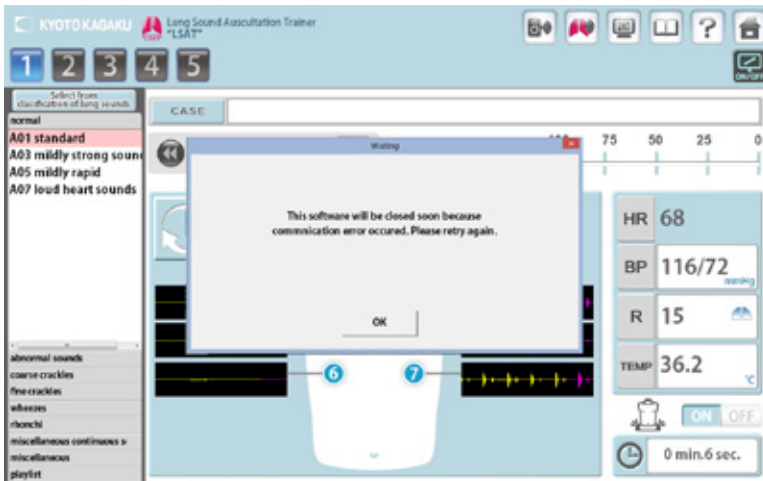 KYOTO KAGAKU
Lung Sound Auscultation Trainer
"LSAT"
ABC
?
ON/OFF
1 2 3 4 5
Select from
classification of lung sounds
normal
A01 standard
A03 mildly strong soun
A05 mildly rapid
A07 loud heart sounds
abnormal sounds
coarse crackles
fine crackles
wheezes
rhonchi
miscellaneous continuous s
miscellaneous
playlist
CASE
100 75 50 25 0
Waiting
This software will be closed soon because
commnication error occured. Please retry again.
OK
6 7
HR 68
BP 116/72
mmHg
R 15
TEMP 36.2
℃
ON OFF
0 min.6 sec.